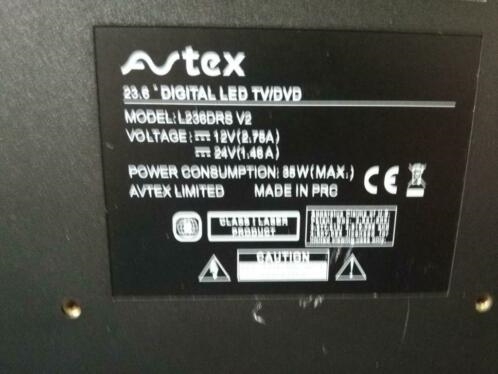 Avtex
23.6" DIGITAL LED TV/DVD
MODEL: L236DRS V2
VOLTAGE: 12V(2.75A)
24V(1.46A)
POWER CONSUMPTION: 35W(MAX.)
AVTEX LIMITED MADE IN PRC
CE
CLASS 1 LASER
PRODUCT
CAUTION